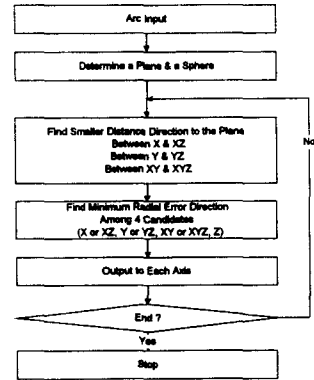 Arc Input
Determine a Plane & a Sphere
Find Smaller Distance Direction to the Plane
Between X & XZ
Between Y & YZ
Between XY & XYZ
No
Find Minimum Radial Error Direction
Among 4 Candidates
(X or XZ, Y or YZ, XY or XYZ, Z)
Output to Each Axis
End ?
Yes
Stop